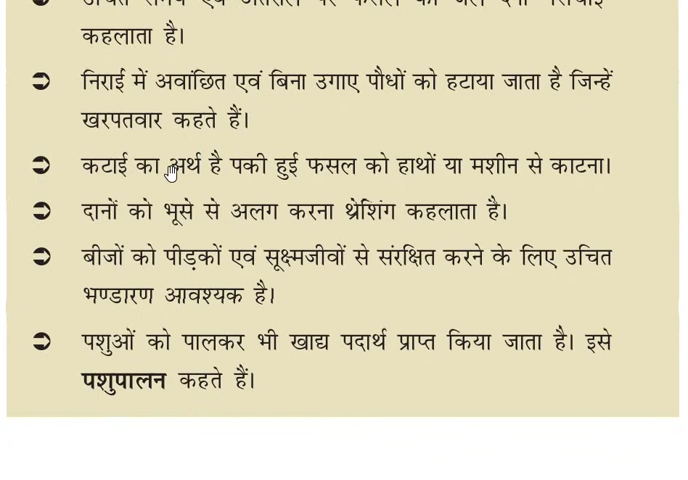 कहलाता है।
निराई में अवांछित एवं बिना उगाए पौधों को हटाया जाता है जिन्हें
खरपतवार कहते हैं।
कटाई का अर्थ है पकी हुई फसल को हाथों या मशीन से काटना।
दानों को भूसे से अलग करना थ्रेशिंग कहलाता है।
बीजों को पीड़कों एवं सूक्ष्मजीवों से संरक्षित करने के लिए उचित
भण्डारण आवश्यक है।
पशुओं को पालकर भी खाद्य पदार्थ प्राप्त किया जाता है। इसे
पशुपालन कहते हैं।